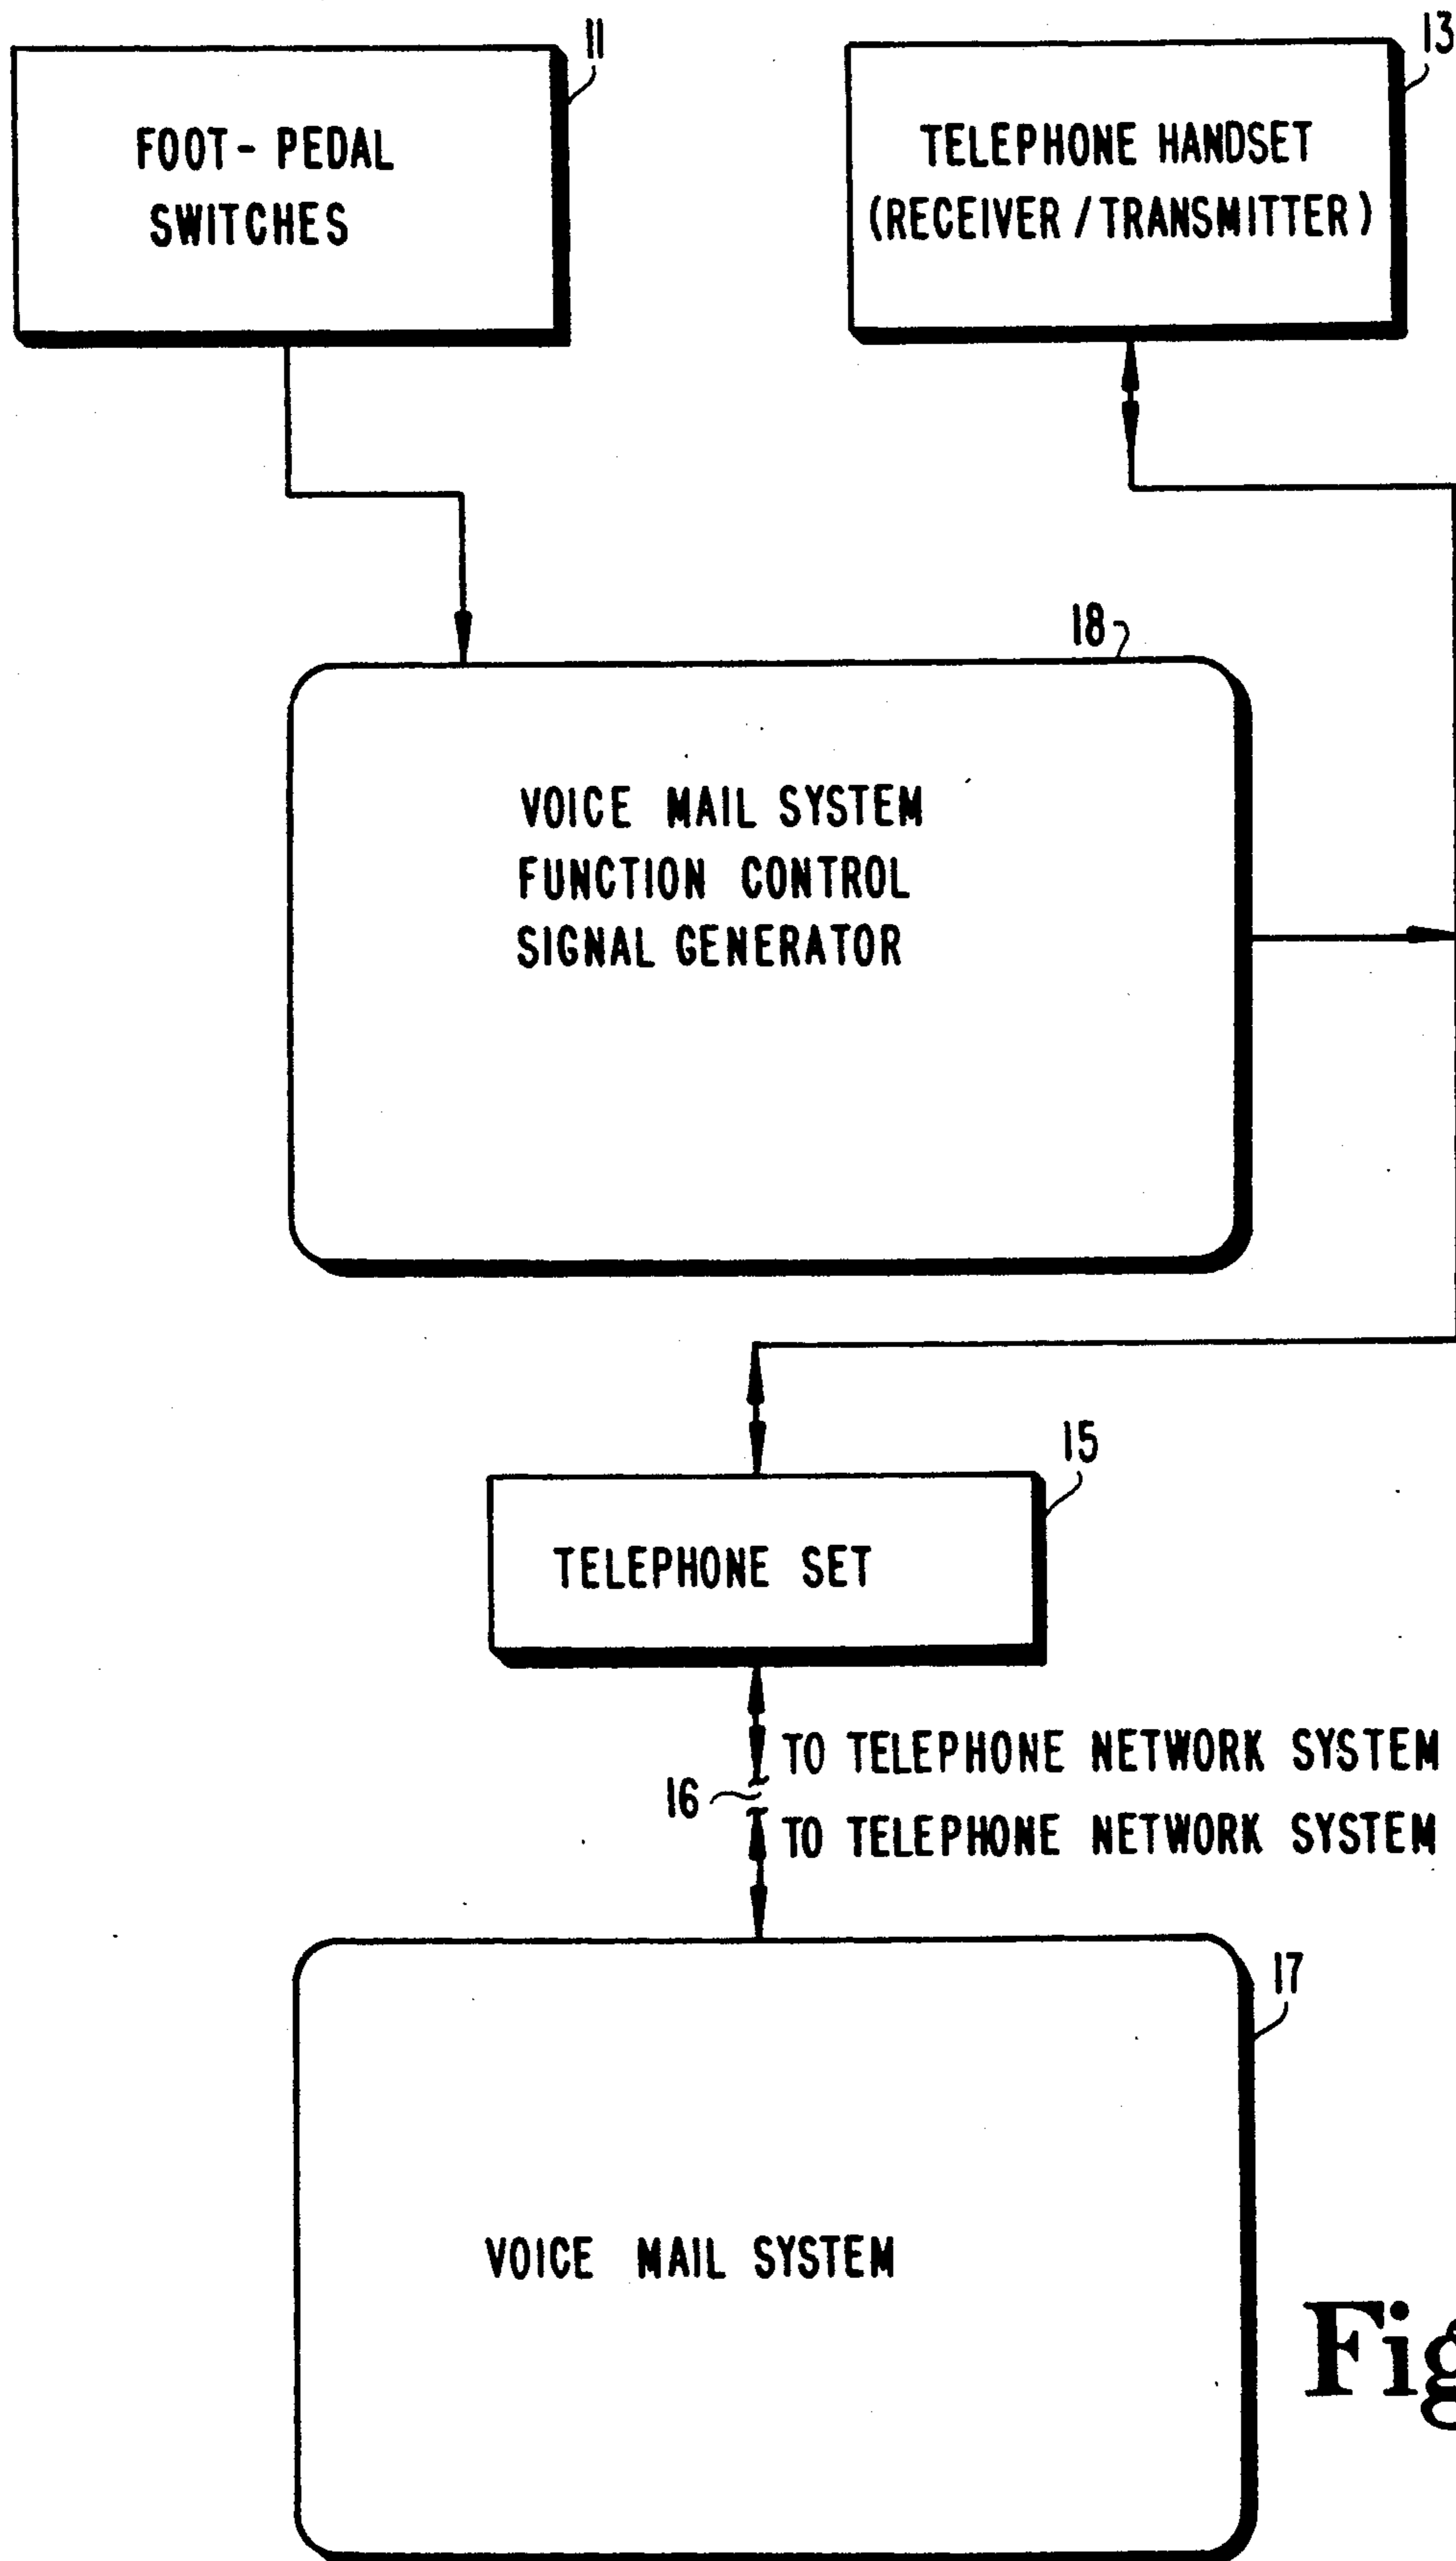 11
FOOT - PEDAL
SWITCHES
13
TELEPHONE HANDSET
(RECEIVER / TRANSMITTER)
18
VOICE MAIL SYSTEM
FUNCTION CONTROL
SIGNAL GENERATOR
15
TELEPHONE SET
TO TELEPHONE NETWORK SYSTEM
16
TO TELEPHONE NETWORK SYSTEM
17
VOICE MAIL SYSTEM
Fig